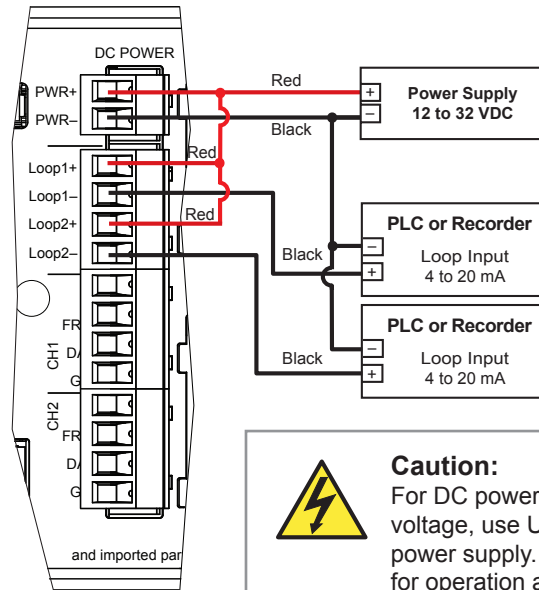 DC POWER
PWR+
PWR–
Red
Black
+
–
Power Supply
12 to 32 VDC
Loop1+
Loop1–
Loop2+
Loop2–
Red
Red
Black
–
+
PLC or Recorder
Loop Input
4 to 20 mA
Black
–
+
PLC or Recorder
Loop Input
4 to 20 mA
CH1
FR
D
G
CH2
FR
D
G
and imported
Caution:
For DC power
voltage, use
power supply.
for operation